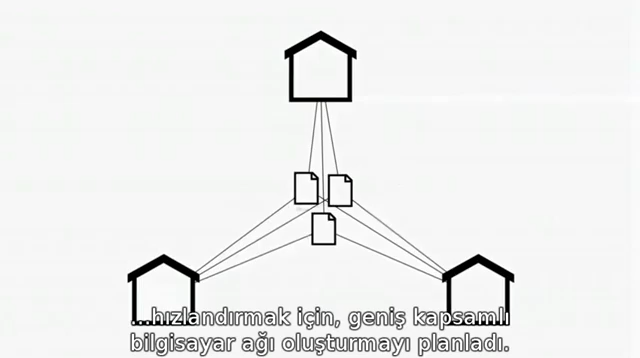 ...hızlandırmak için, geniş kapsamlı
bilgisayar ağı oluşturmayı planladı.